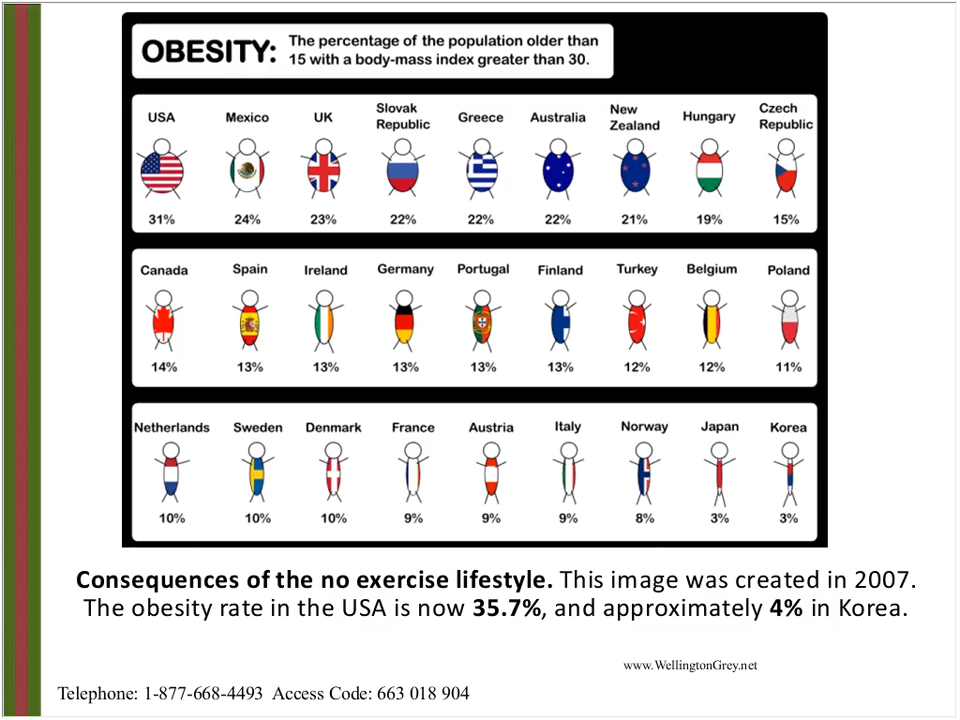 OBESITY: The percentage of the population older than
15 with a body-mass index greater than 30.
USA Mexico UK Slovak Republic Greece Australia New Zealand Hungary Czech Republic
31% 24% 23% 22% 22% 22% 21% 19% 15%
Canada Spain Ireland Germany Portugal Finland Turkey Belgium Poland
14% 13% 13% 13% 13% 13% 12% 12% 11%
Netherlands Sweden Denmark France Austria Italy Norway Japan Korea
10% 10% 10% 9% 9% 9% 8% 3% 3%
Consequences of the no exercise lifestyle. This image was created in 2007.
The obesity rate in the USA is now 35.7%, and approximately 4% in Korea.
www.WellingtonGrey.net
Telephone: 1-877-668-4493 Access Code: 663 018 904